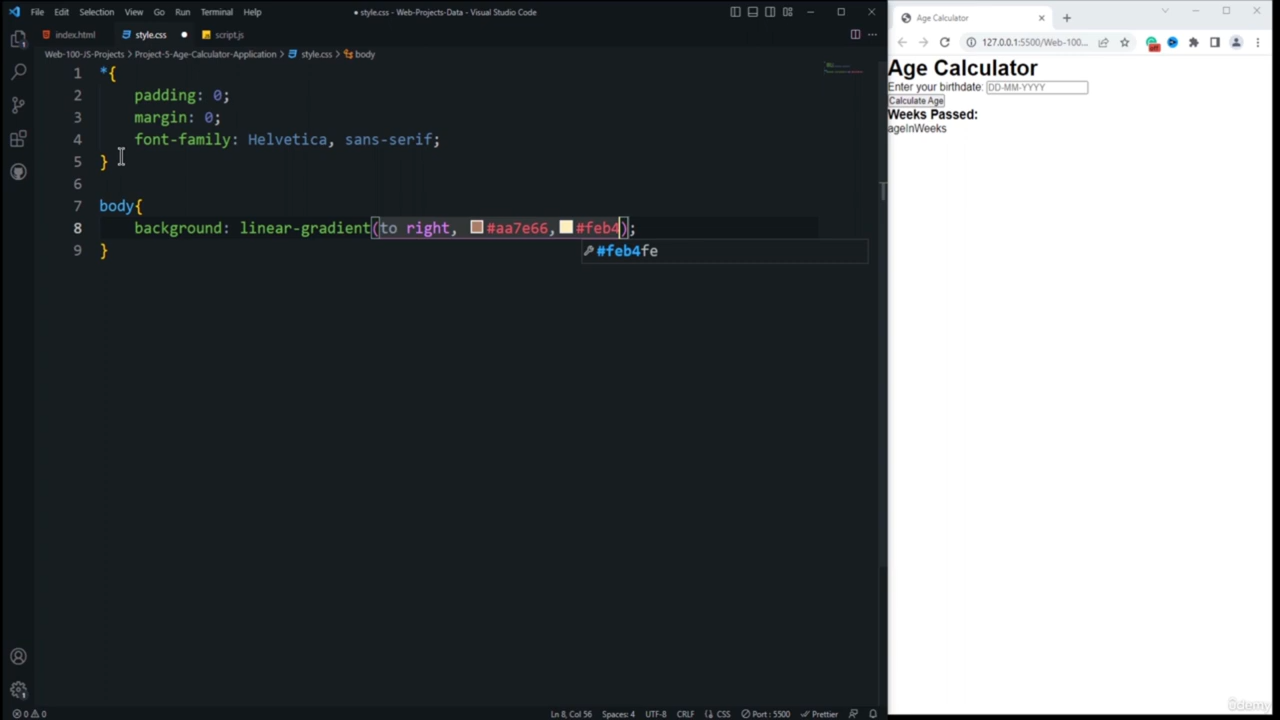 File Edit Selection View Go Run Terminal Help
● style.css - Web-Projects-Data - Visual Studio Code
Age Calculator
index.html style.css script.js
127.0.0.1:5500/Web-100...
Web-100-JS-Projects > Project-5-Age-Calculator-Application > style.css > body
1 *{
2 padding: 0;
3 margin: 0;
4 font-family: Helvetica, sans-serif;
5 }
6
7 body{
8 background: linear-gradient(to right, #aa7e66,#feb4);
#feb4fe
9 }
Age Calculator
Enter your birthdate: DD-MM-YYYY
Calculate Age
Weeks Passed:
ageInWeeks
0 0 Ln 8, Col 56 Spaces: 4 UTF-8 CRLF {} CSS Port : 5500 Prettier
ûdemy